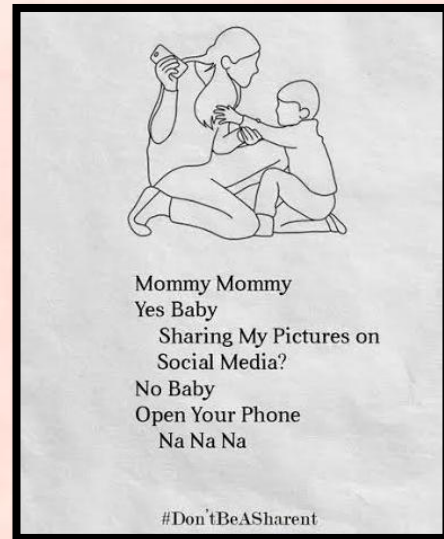 Mommy Mommy
Yes Baby
Sharing My Pictures on
Social Media?
No Baby
Open Your Phone
Na Na Na
#Don'tBeASharent